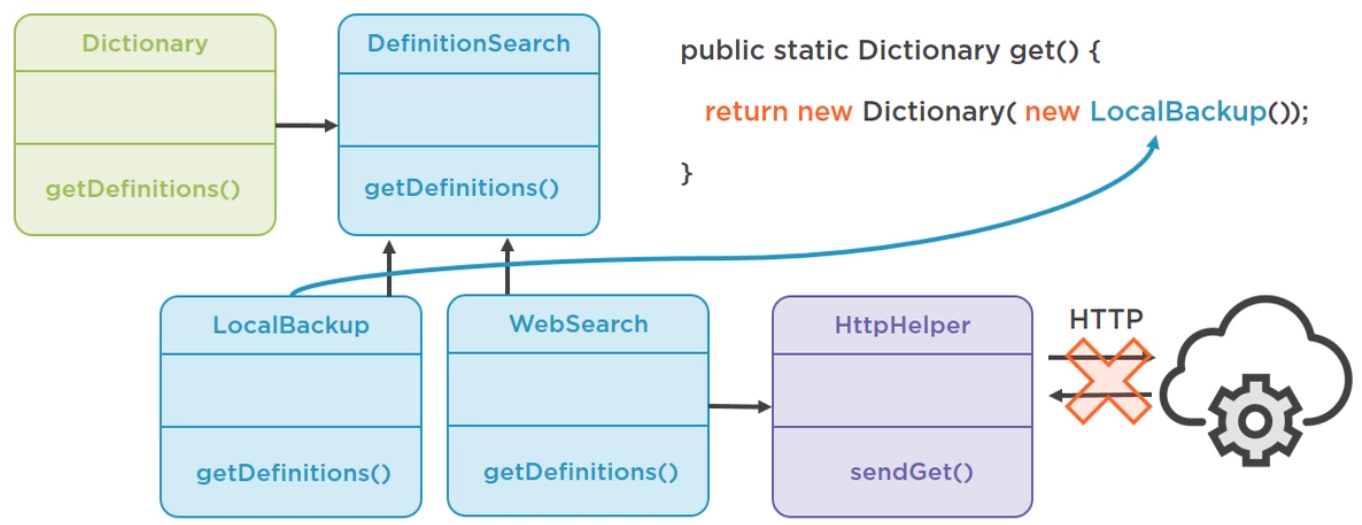 Dictionary
getDefinitions()
DefinitionSearch
getDefinitions()
public static Dictionary get() {
return new Dictionary( new LocalBackup());
}
LocalBackup
getDefinitions()
WebSearch
getDefinitions()
HttpHelper
sendGet()
HTTP